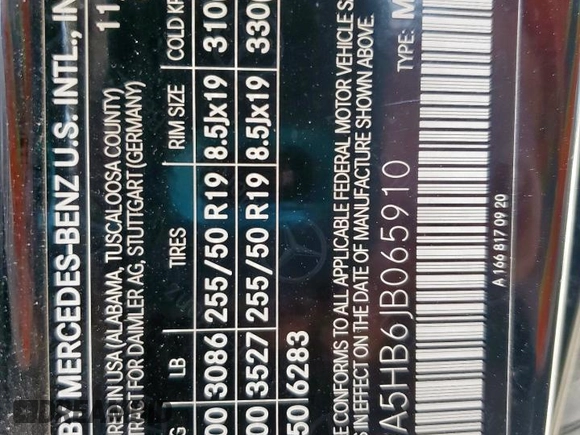 BY MERCEDES-BENZ U.S. INTL., IN
RED IN USA (ALABAMA, TUSCALOOSA COUNTY) 11
TRACT FOR DAIMLER AG, STUTTGART (GERMANY)
LB TIRES RIM SIZE COLD
00 3086 255/50 R19 8.5Jx19 310
00 3527 255/50 R19 8.5Jx19 330
50.6283
CONFORMS TO ALL APPLICABLE FEDERAL MOTOR VEHICLE
IN EFFECT ON THE DATE OF MANUFACTURE SHOWN ABOVE.
A5HB6JB065910 TYPE: M
A 166 817 09 20